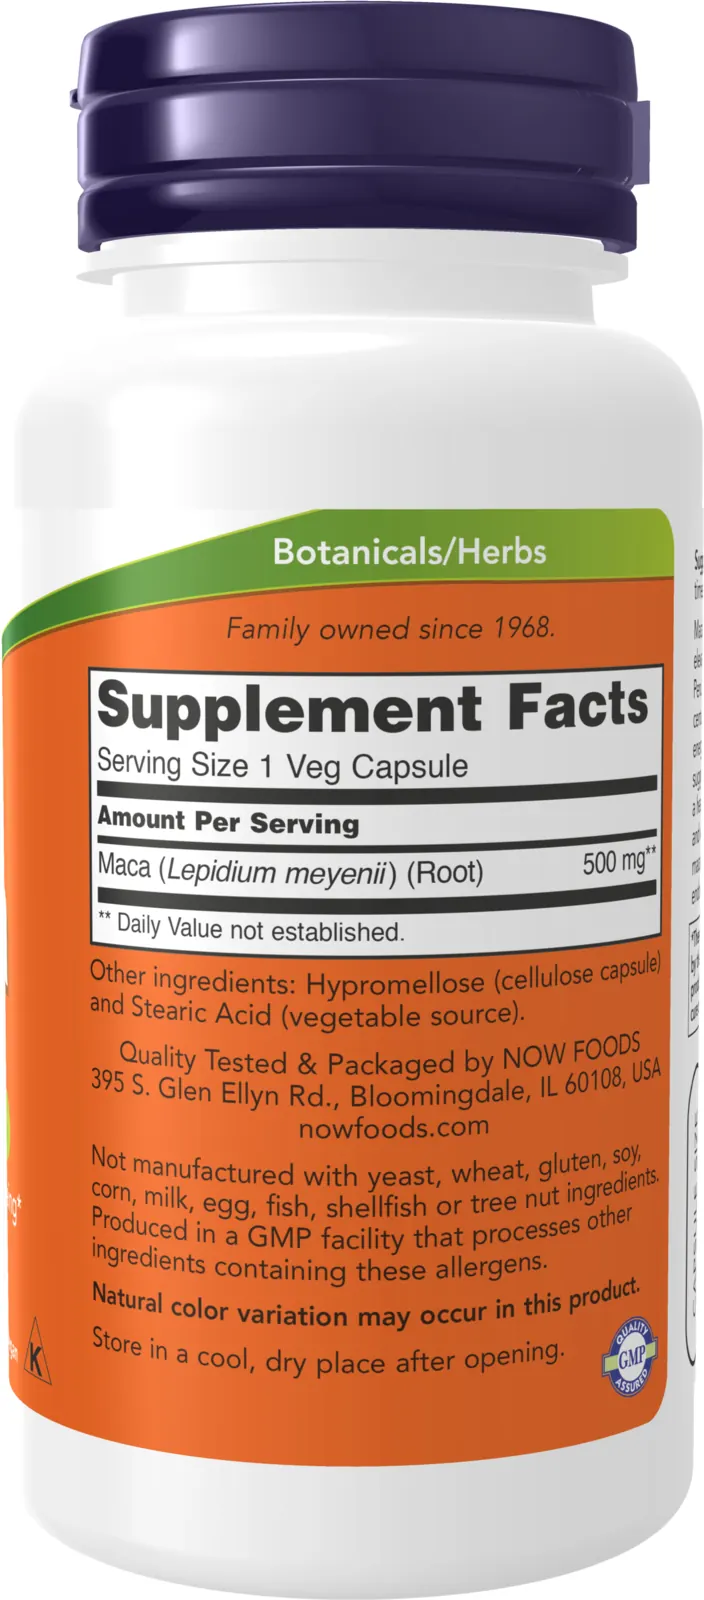 Botanicals/Herbs
Family owned since 1968.
Supplement Facts
Serving Size 1 Veg Capsule
Amount Per Serving
Maca (Lepidium meyenii) (Root) 500 mg**
** Daily Value not established.
Other ingredients: Hypromellose (cellulose capsule)
and Stearic Acid (vegetable source).
Quality Tested & Packaged by NOW FOODS
395 S. Glen Ellyn Rd., Bloomingdale, IL 60108, USA
nowfoods.com
Not manufactured with yeast, wheat, gluten, soy,
corn, milk, egg, fish, shellfish or tree nut ingredients.
Produced in a GMP facility that processes other
ingredients containing these allergens.
Natural color variation may occur in this product.
Store in a cool, dry place after opening.
K
QUALITY
GMP
ASSURED
CAPSULE SIZE